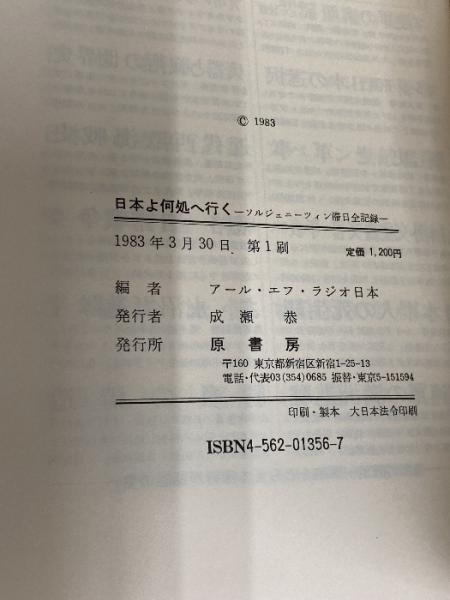 © 1983
日本よ何処へ行く—ソルジェニーツィン滞日全記録—
1983年3月30日 第1刷 定価 1,200円
編者 アール・エフ・ラジオ日本
発行者 成瀬恭
発行所 原書房
〒160 東京都新宿区新宿1-25-13
電話・代表03(354)0685 振替・東京5-151594
印刷・製本 大日本法令印刷
ISBN4-562-01356-7